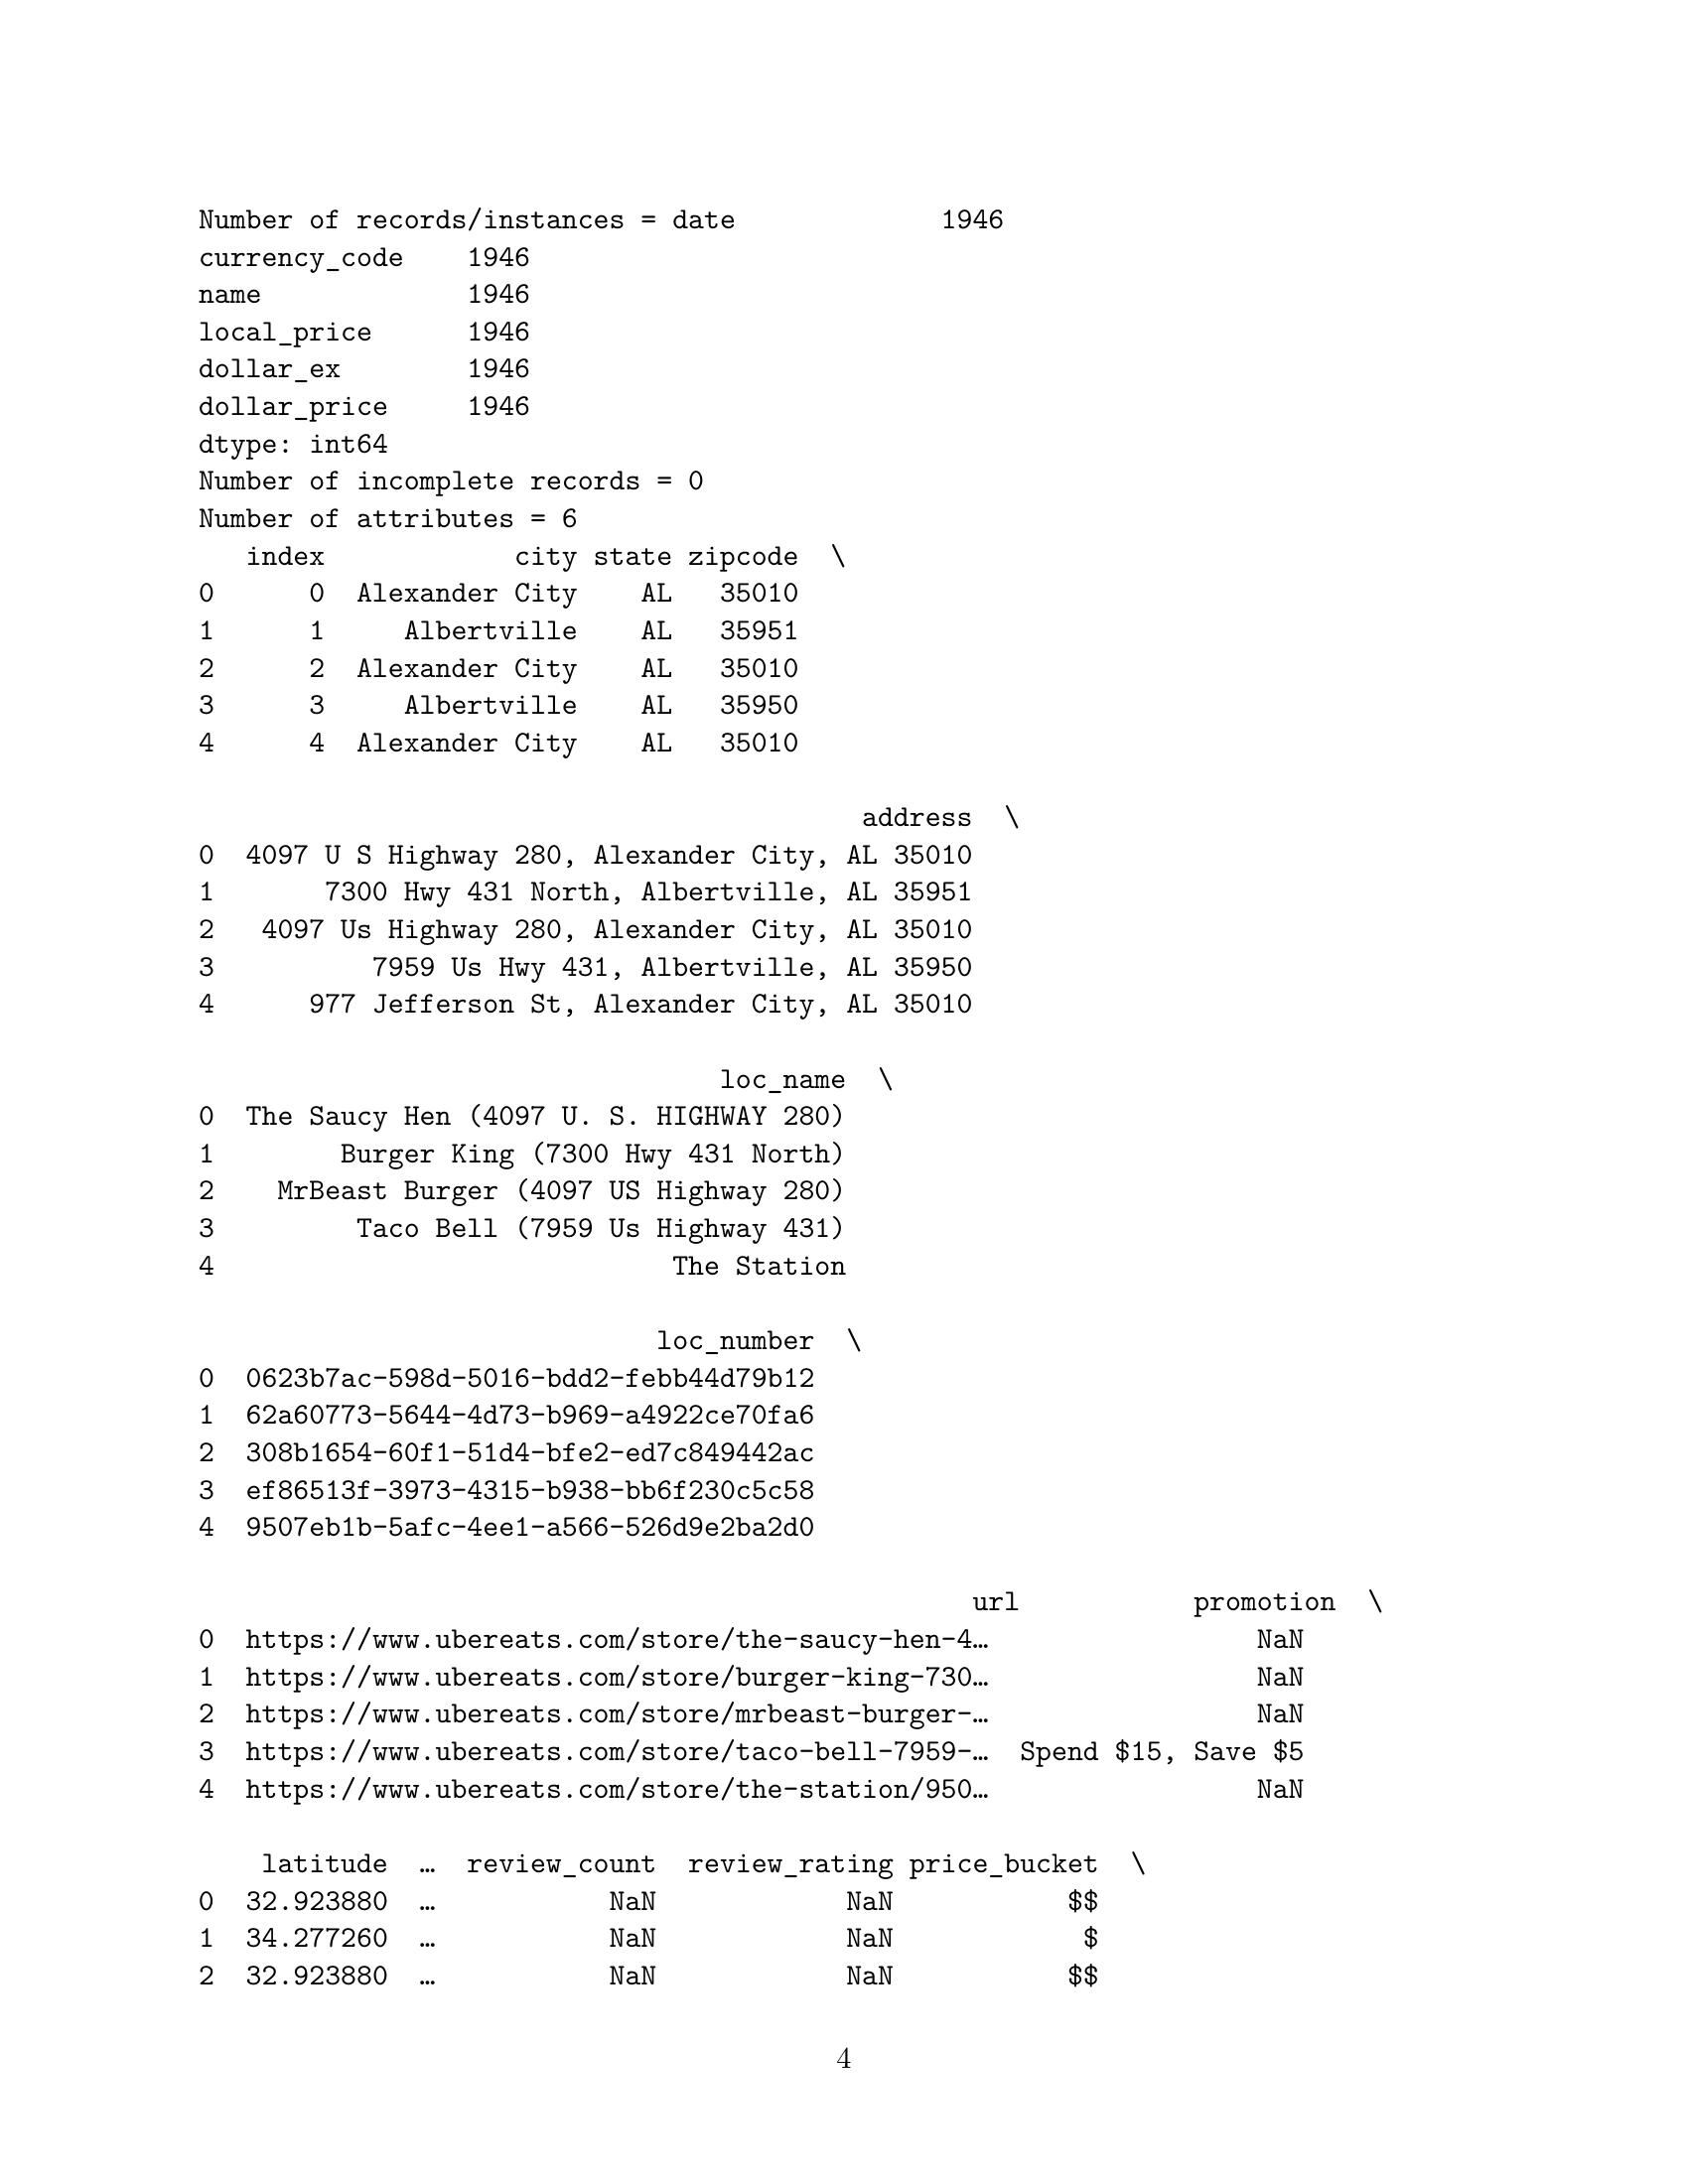 Number of records/instances = date             1946
currency_code    1946
name             1946
local_price      1946
dollar_ex        1946
dollar_price     1946
dtype: int64
Number of incomplete records = 0
Number of attributes = 6
   index            city state zipcode  \
0      0  Alexander City    AL   35010
1      1     Albertville    AL   35951
2      2  Alexander City    AL   35010
3      3     Albertville    AL   35950
4      4  Alexander City    AL   35010
                                          address  \
0  4097 U S Highway 280, Alexander City, AL 35010
1       7300 Hwy 431 North, Albertville, AL 35951
2   4097 Us Highway 280, Alexander City, AL 35010
3          7959 Us Hwy 431, Albertville, AL 35950
4      977 Jefferson St, Alexander City, AL 35010
                                 loc_name  \
0  The Saucy Hen (4097 U. S. HIGHWAY 280)
1        Burger King (7300 Hwy 431 North)
2    MrBeast Burger (4097 US Highway 280)
3         Taco Bell (7959 Us Highway 431)
4                             The Station
                             loc_number  \
0  0623b7ac-598d-5016-bdd2-febb44d79b12
1  62a60773-5644-4d73-b969-a4922ce70fa6
2  308b1654-60f1-51d4-bfe2-ed7c849442ac
3  ef86513f-3973-4315-b938-bb6f230c5c58
4  9507eb1b-5afc-4ee1-a566-526d9e2ba2d0
                                                 url           promotion  \
0  https://www.ubereats.com/store/the-saucy-hen-4…                 NaN
1  https://www.ubereats.com/store/burger-king-730…                 NaN
2  https://www.ubereats.com/store/mrbeast-burger-…                 NaN
3  https://www.ubereats.com/store/taco-bell-7959-…  Spend $15, Save $5
4  https://www.ubereats.com/store/the-station/950…                 NaN
    latitude  …  review_count  review_rating price_bucket  \
0  32.923880  …           NaN            NaN           $$
1  34.277260  …           NaN            NaN            $
2  32.923880  …           NaN            NaN           $$
4